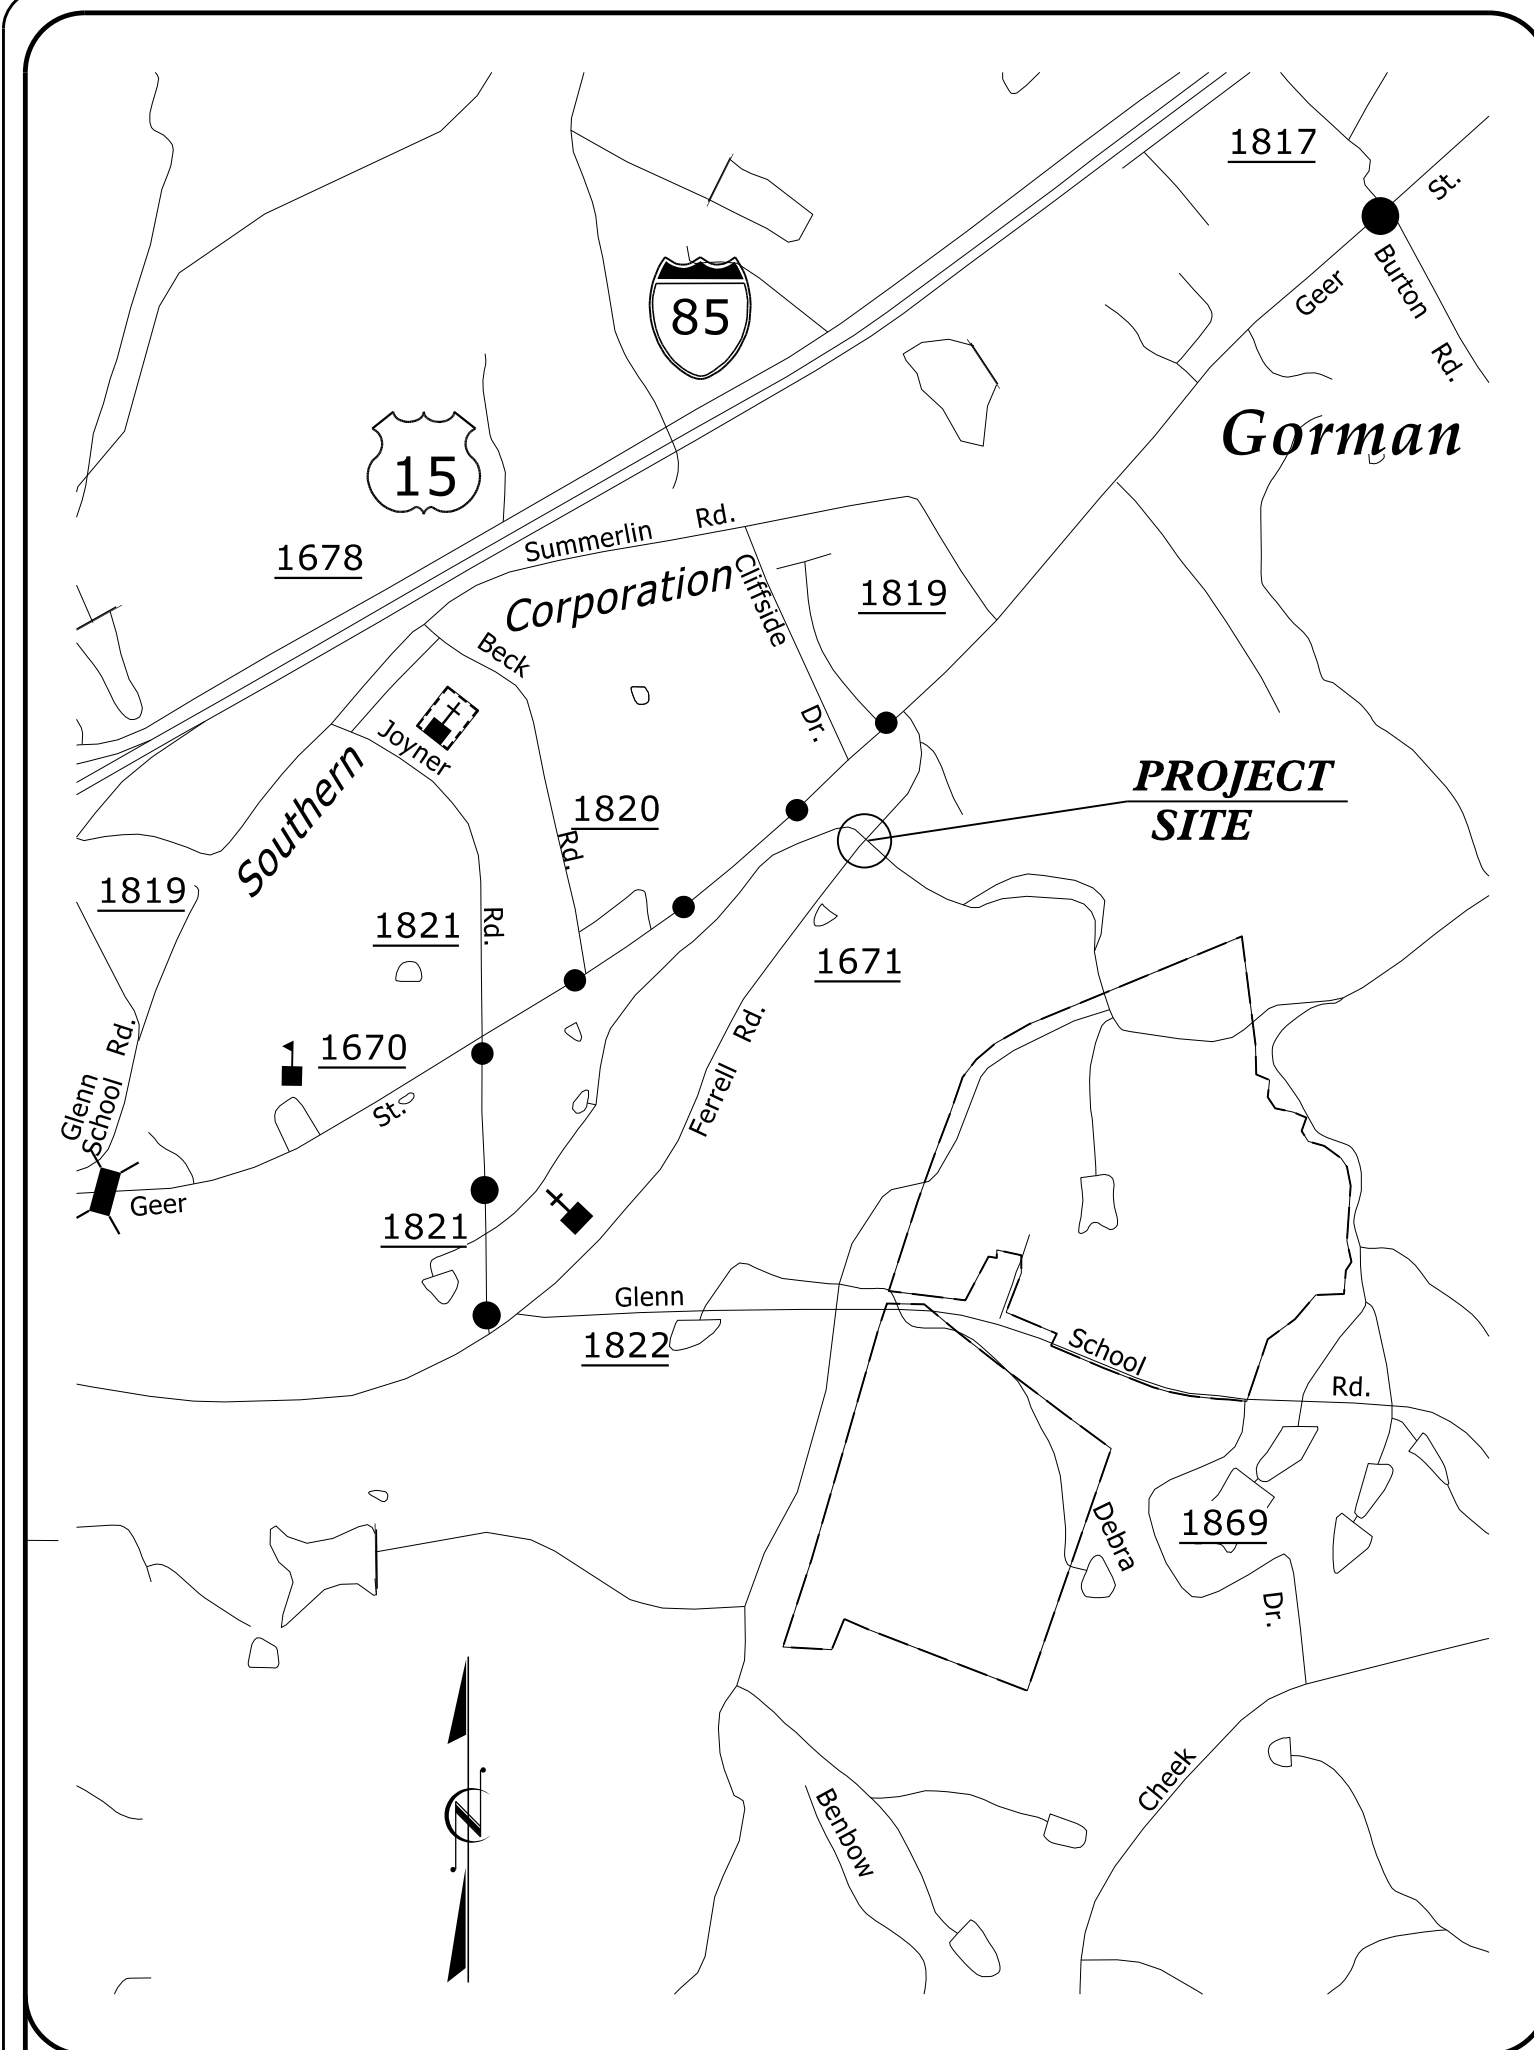 1817
St.
Burton
Geer
Rd.
85
Gorman
15
Rd.
Summerlin
1678
Corporation
Cliffside
1819
Beck
Dr.
Joyner
Southern
PROJECT
SITE
1820
Rd.
1819
1821
Rd.
1671
Rd.
Rd.
1670
Ferrell
St.
Glenn
School
Geer
1821
Glenn
1822
School
Rd.
1869
Debra
Dr.
Cheek
N
Benbow